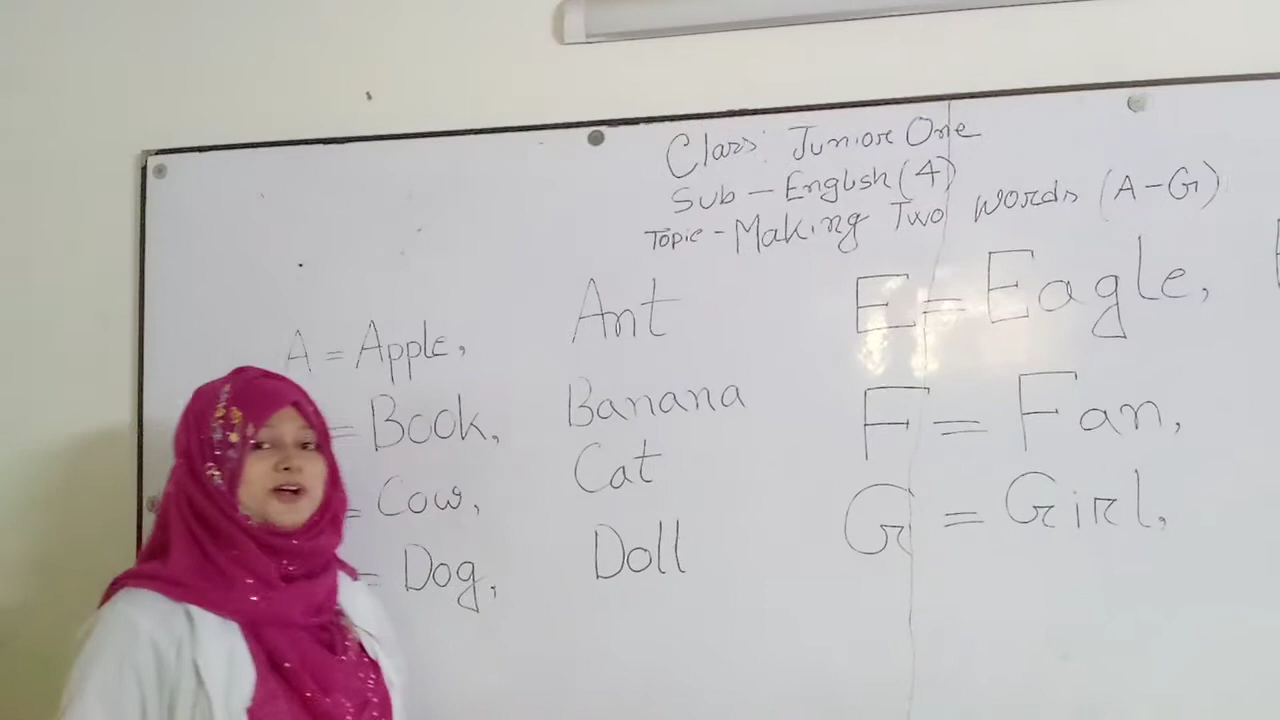 Class: Junior One
Sub - English (4)
Topic - Making Two Words (A-G)
A = Apple, Ant
= Book, Banana
= Cow, Cat
= Dog, Doll
E = Eagle,
F = Fan,
G = Girl,